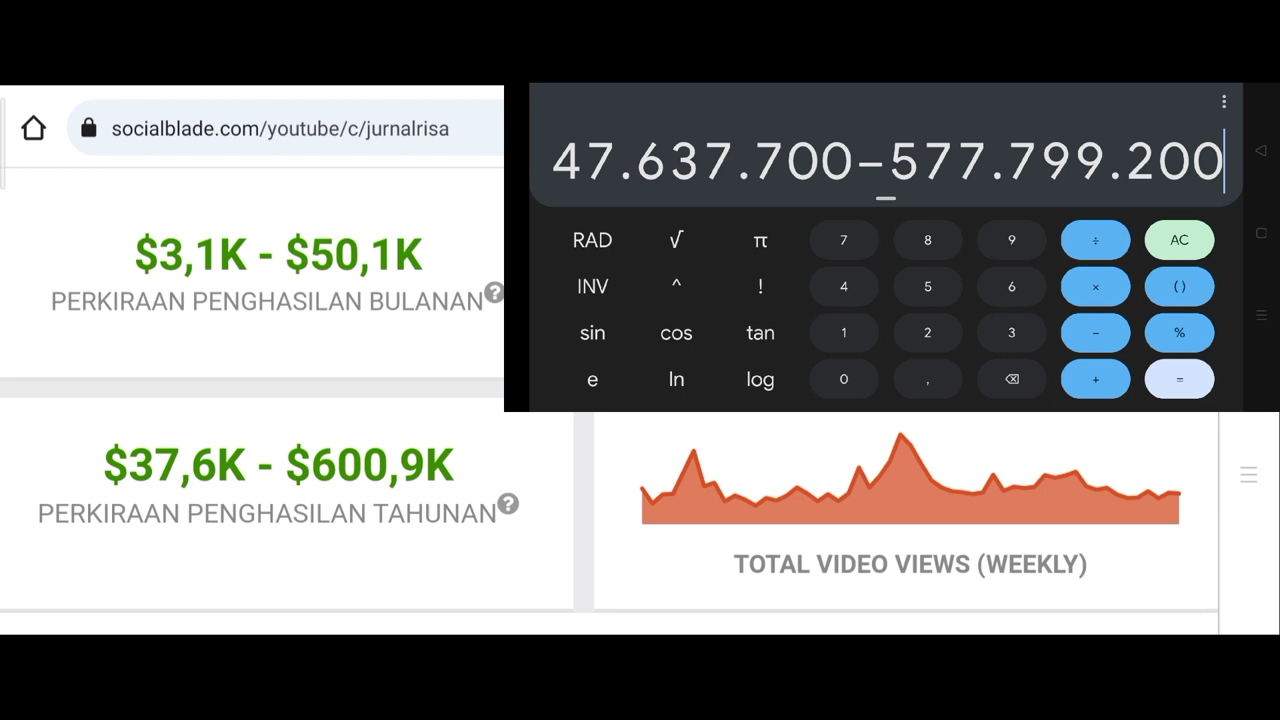 socialblade.com/youtube/c/jurnalrisa
$3,1K - $50,1K
PERKIRAAN PENGHASILAN BULANAN?
$37,6K - $600,9K
PERKIRAAN PENGHASILAN TAHUNAN?
47.637.700–577.799.200
RAD √ π 7 8 9 ÷ AC
INV ^ ! 4 5 6 × ( )
sin cos tan 1 2 3 − %
e ln log 0 , + =
TOTAL VIDEO VIEWS (WEEKLY)